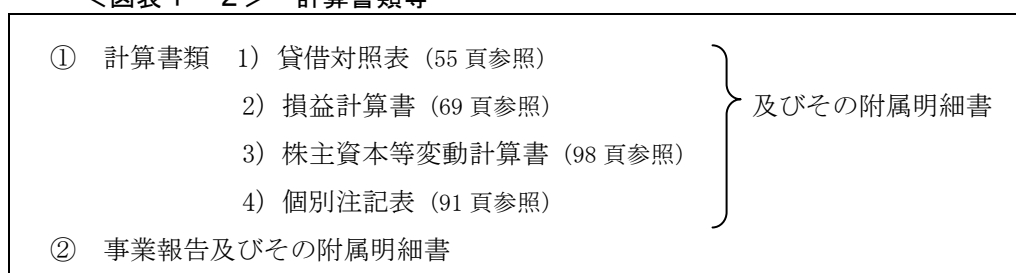 <図表1-2> 計算書類等
① 計算書類 1) 貸借対照表 (55 頁参照)
2) 損益計算書 (69 頁参照) 及びその附属明細書
3) 株主資本等変動計算書 (98 頁参照)
4) 個別注記表 (91 頁参照)
② 事業報告及びその附属明細書